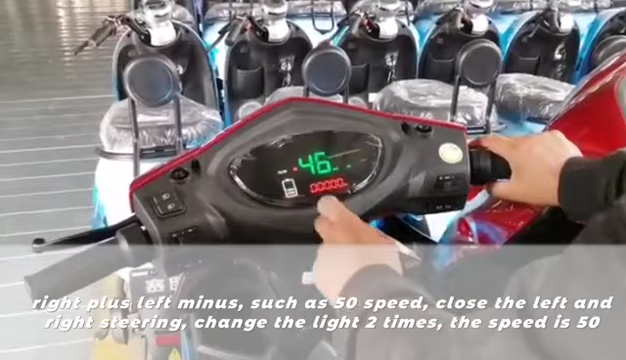 46
00000
right plus left minus, such as 50 speed, close the left and
right steering, change the light 2 times, the speed is 50